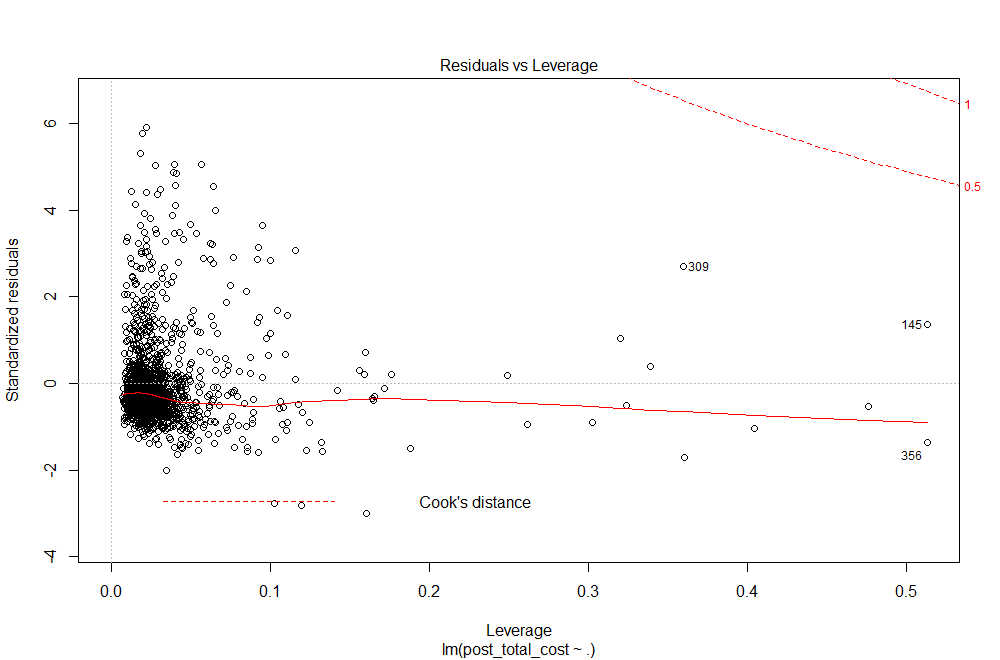 Residuals vs Leverage
Standardized residuals
6
4
2
0
-2
-4
1
0.5
309
145
356
Cook's distance
0.0 0.1 0.2 0.3 0.4 0.5
Leverage
lm(post_total_cost ~ .)